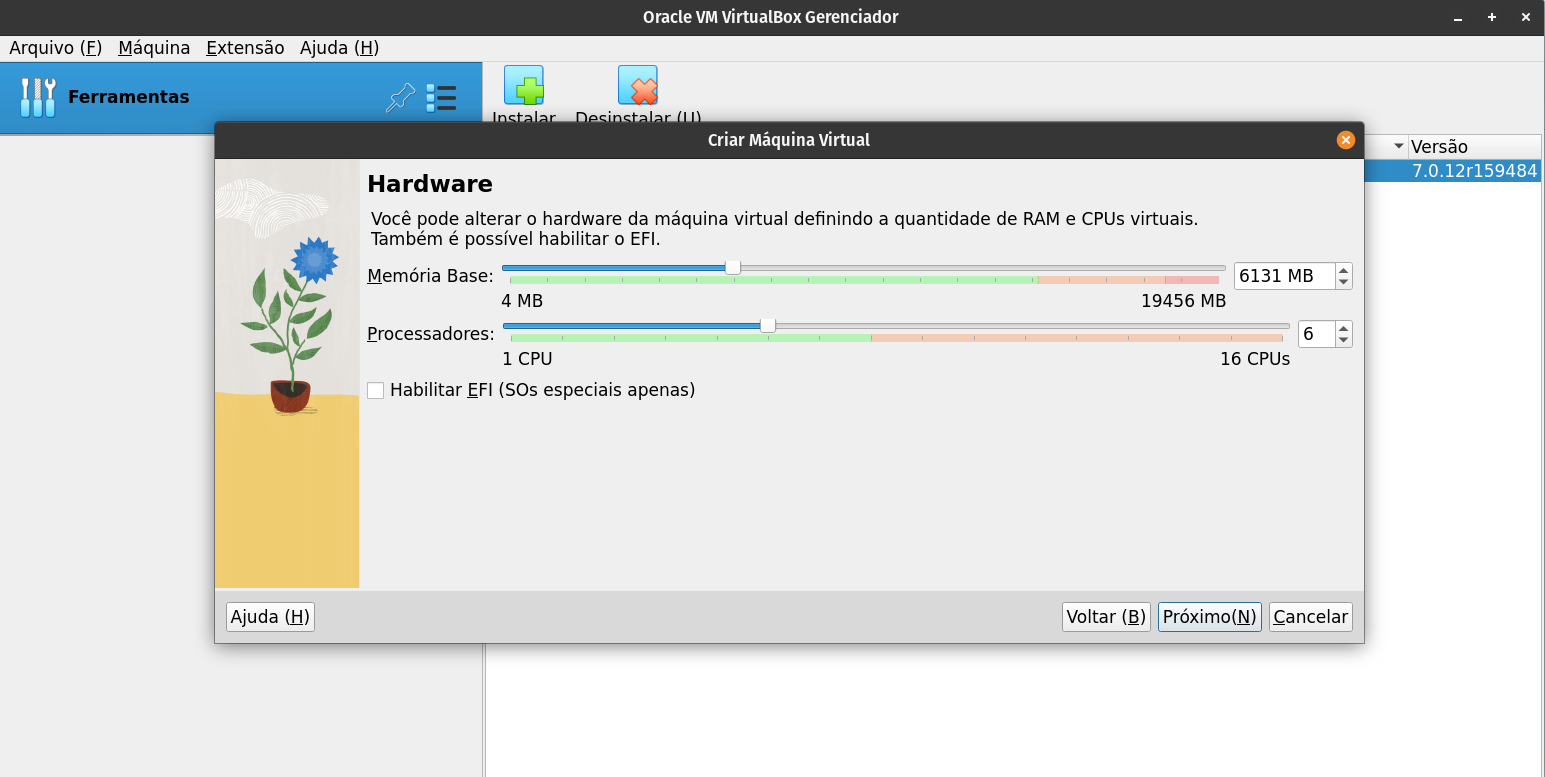 Oracle VM VirtualBox Gerenciador
Arquivo (F) Máquina Extensão Ajuda (H)
Ferramentas
Instalar Desinstalar (U)
Criar Máquina Virtual
Versão
7.0.12r159484
Hardware
Você pode alterar o hardware da máquina virtual definindo a quantidade de RAM e CPUs virtuais.
Também é possível habilitar o EFI.
Memória Base: 6131 MB
4 MB 19456 MB
Processadores: 6
1 CPU 16 CPUs
Habilitar EFI (SOs especiais apenas)
Ajuda (H) Voltar (B) Próximo(N) Cancelar